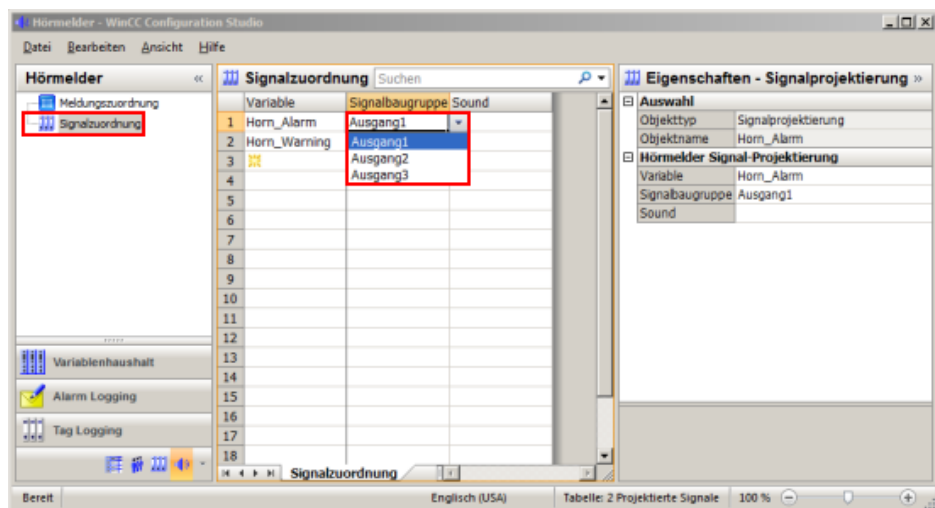 Hörmelder - WinCC Configuration Studio
Datei Bearbeiten Ansicht Hilfe
Hörmelder «
Meldungszuordnung
Signalzuordnung
Variablenhaushalt
Alarm Logging
Tag Logging
Signalzuordnung Suchen
Variable Signalbaugruppe Sound
1 Horn_Alarm Ausgang1
2 Horn_Warning Ausgang1
3 Ausgang2
4 Ausgang3
5
6
7
8
9
10
11
12
13
14
15
16
17
18
Signalzuordnung
Eigenschaften - Signalprojektierung »
Auswahl
Objekttyp Signalprojektierung
Objektname Horn_Alarm
Hörmelder Signal-Projektierung
Variable Horn_Alarm
Signalbaugruppe Ausgang1
Sound
Bereit Englisch (USA) Tabelle: 2 Projektierte Signale 100 %